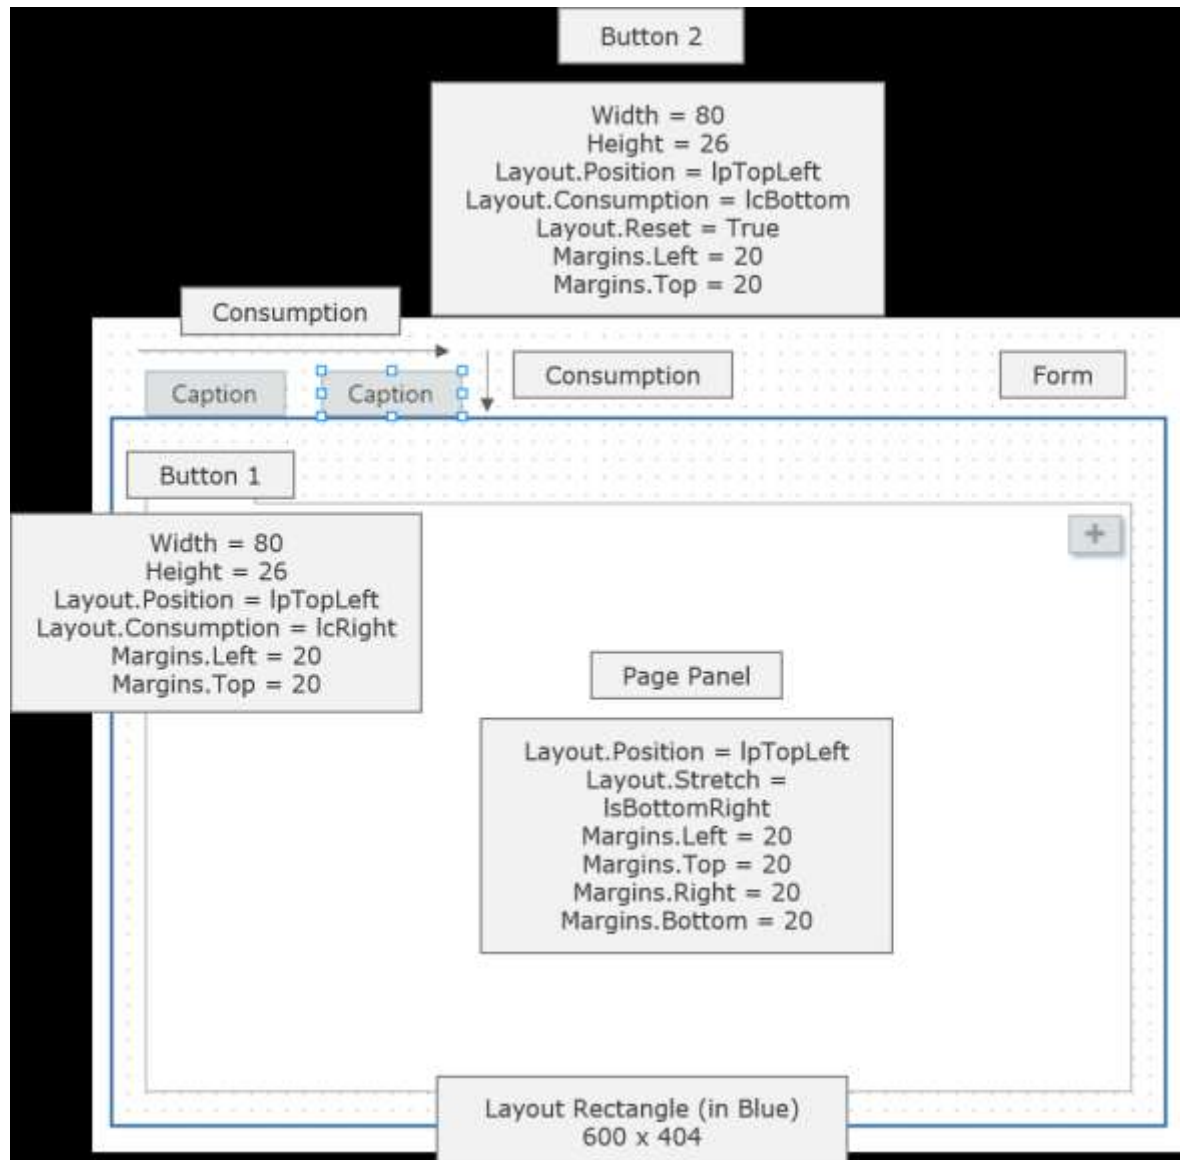 Button 2
Width = 80
Height = 26
Layout.Position = lpTopLeft
Layout.Consumption = lcBottom
Layout.Reset = True
Margins.Left = 20
Margins.Top = 20
Consumption
Consumption
Form
Caption
Caption
Button 1
Width = 80
Height = 26
Layout.Position = lpTopLeft
Layout.Consumption = lcRight
Margins.Left = 20
Margins.Top = 20
+
Page Panel
Layout.Position = lpTopLeft
Layout.Stretch =
lsBottomRight
Margins.Left = 20
Margins.Top = 20
Margins.Right = 20
Margins.Bottom = 20
Layout Rectangle (in Blue)
600 x 404